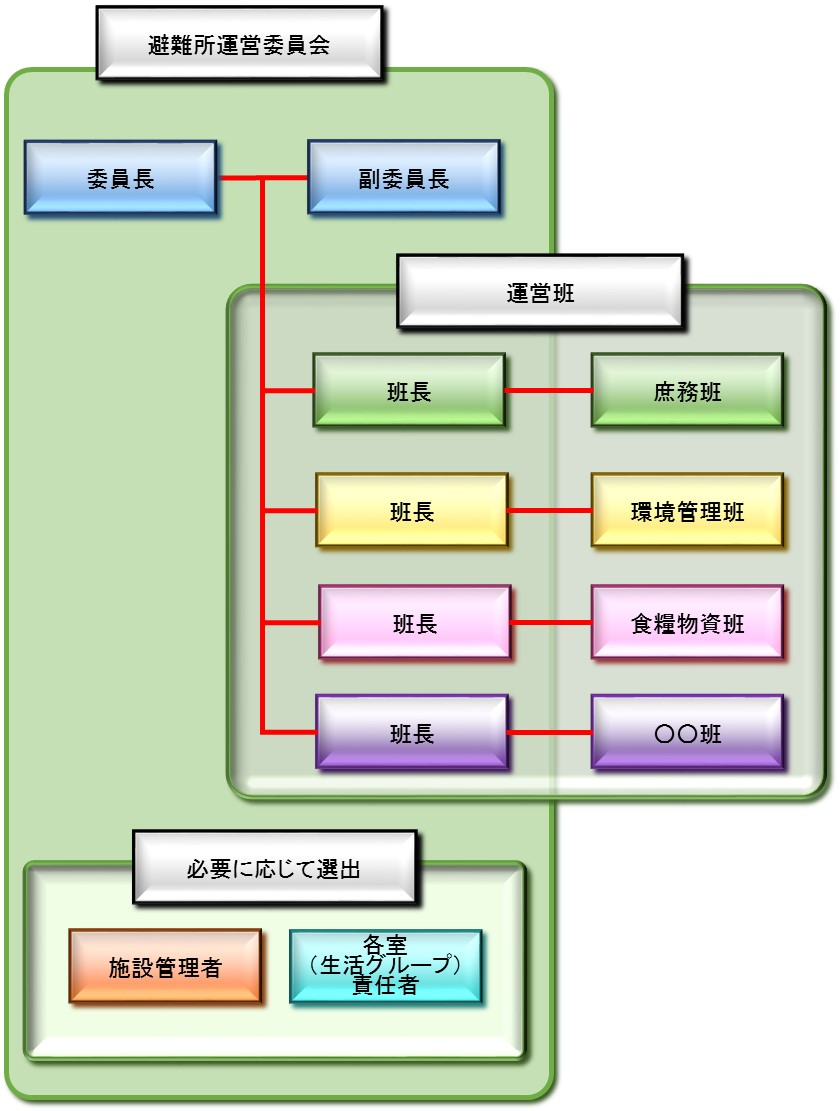 避難所運営委員会
委員長
副委員長
運営班
班長
庶務班
班長
環境管理班
班長
食糧物資班
班長
〇〇班
必要に応じて選出
施設管理者
各室
（生活グループ）
責任者